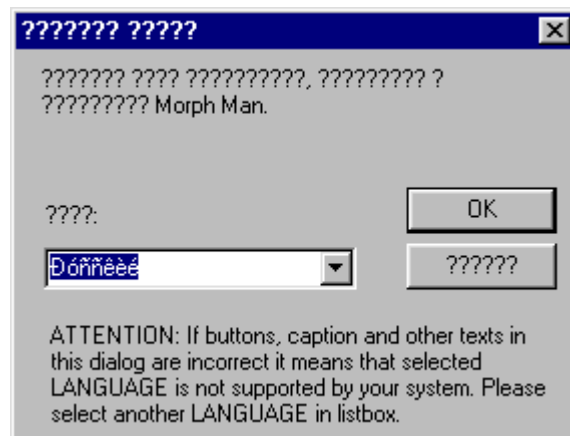 ??????? ?????
??????? ???? ??????????, ????????? ?
????????? Morph Man.
OK
????:
Ðóññêèé
??????
ATTENTION: If buttons, caption and other texts in
this dialog are incorrect it means that selected
LANGUAGE is not supported by your system. Please
select another LANGUAGE in listbox.